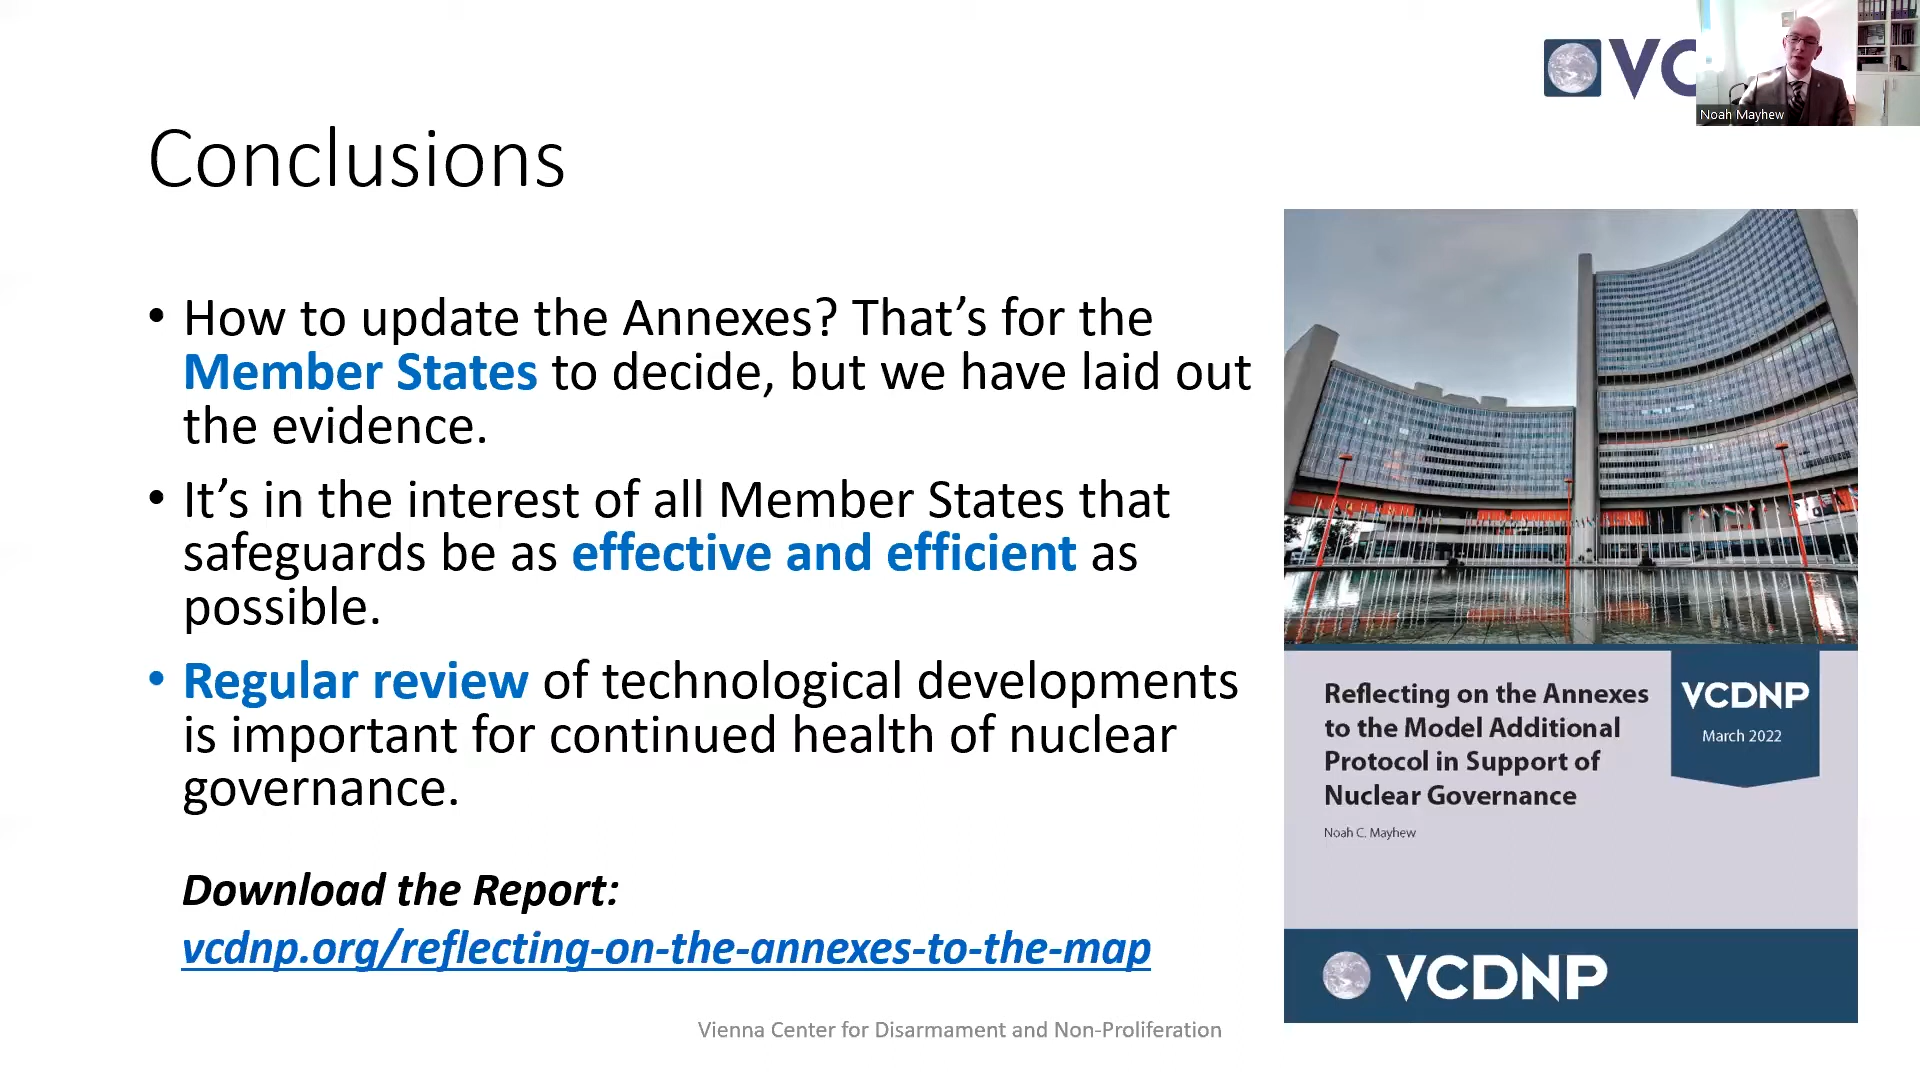 VC
Noah Mayhew
Conclusions
• How to update the Annexes? That’s for the
Member States to decide, but we have laid out
the evidence.
• It’s in the interest of all Member States that
safeguards be as effective and efficient as
possible.
• Regular review of technological developments
is important for continued health of nuclear
governance.
Download the Report:
vcdnp.org/reflecting-on-the-annexes-to-the-map
Reflecting on the Annexes
to the Model Additional
Protocol in Support of
Nuclear Governance
Noah C. Mayhew
VCDNP
March 2022
VCDNP
Vienna Center for Disarmament and Non-Proliferation